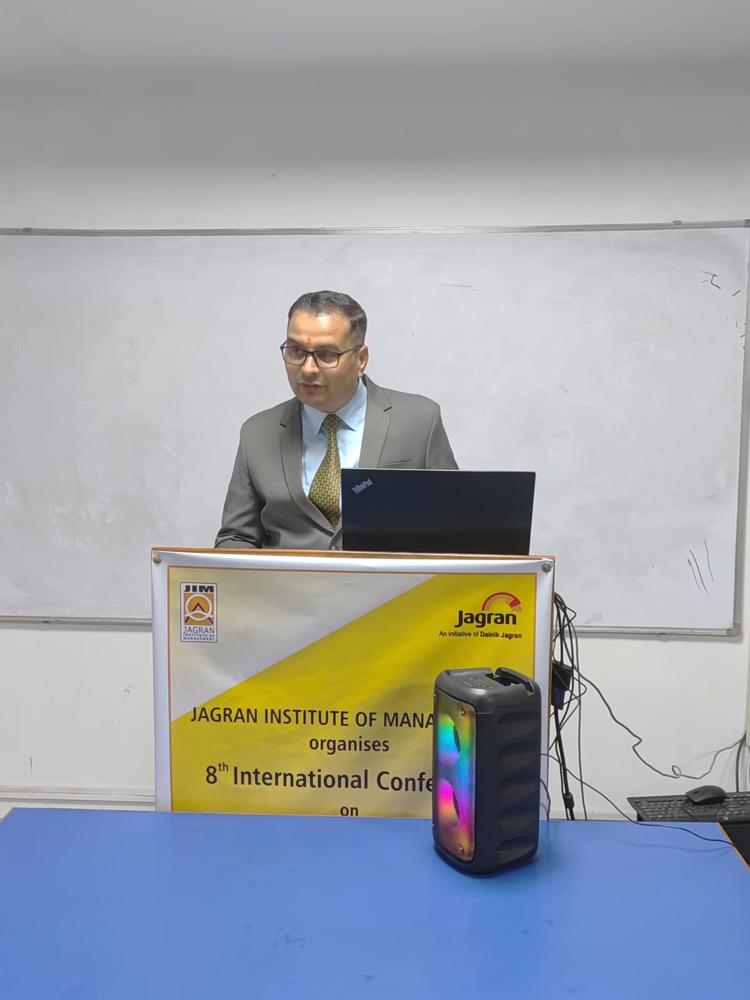 ThinkPad
JIM
JAGRAN
INSTITUTE OF
MANAGEMENT
Jagran
An initiative of Dainik Jagran
JAGRAN INSTITUTE OF MANA
organises
8th International Confe
on